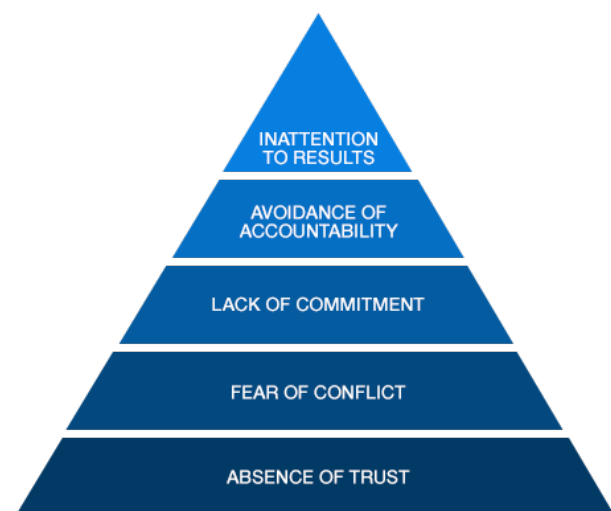 INATTENTION
TO RESULTS
AVOIDANCE OF
ACCOUNTABILITY
LACK OF COMMITMENT
FEAR OF CONFLICT
ABSENCE OF TRUST